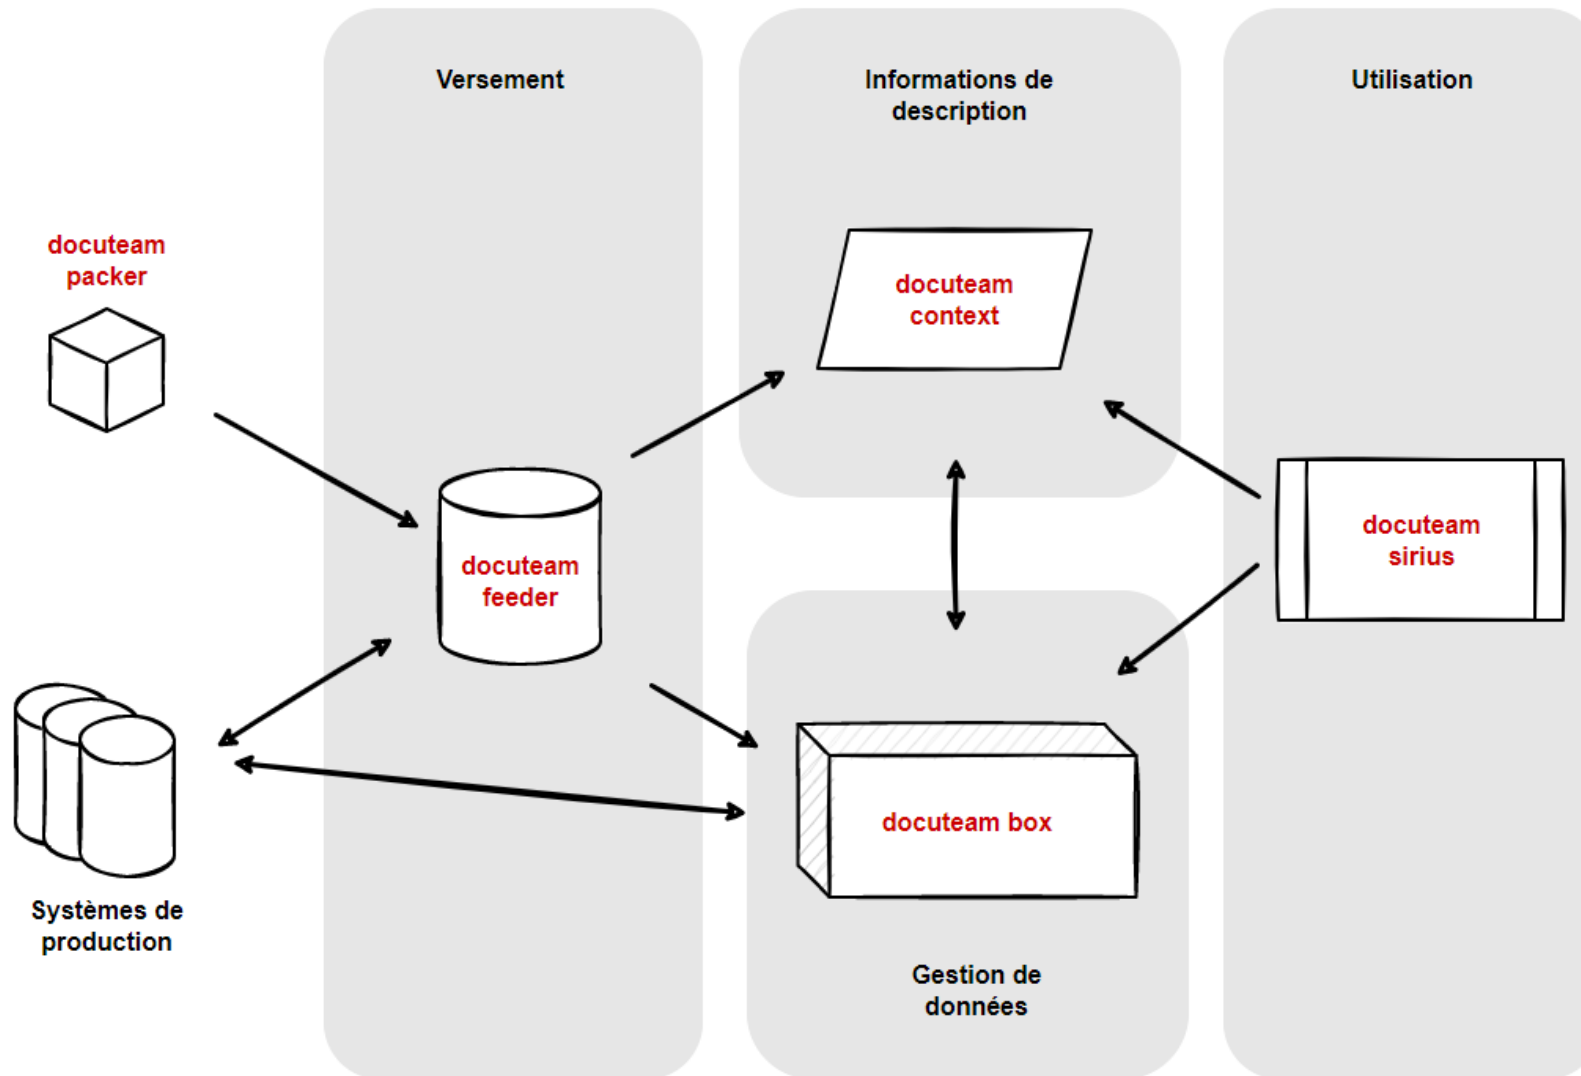 Versement
Informations de
description
Utilisation
docuteam
packer
docuteam
context
docuteam
feeder
docuteam
sirius
docuteam box
Systèmes de
production
Gestion de
données